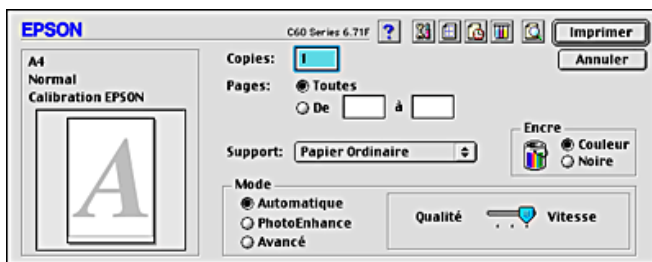 EPSON
C60 Series 6.71F
?
Imprimer
Annuler
A4
Normal
Calibration EPSON
A
Copies: 1
Pages: Toutes
De à
Support: Papier Ordinaire
Encre
Couleur
Noire
Mode
Automatique
PhotoEnhance
Avancé
Qualité Vitesse